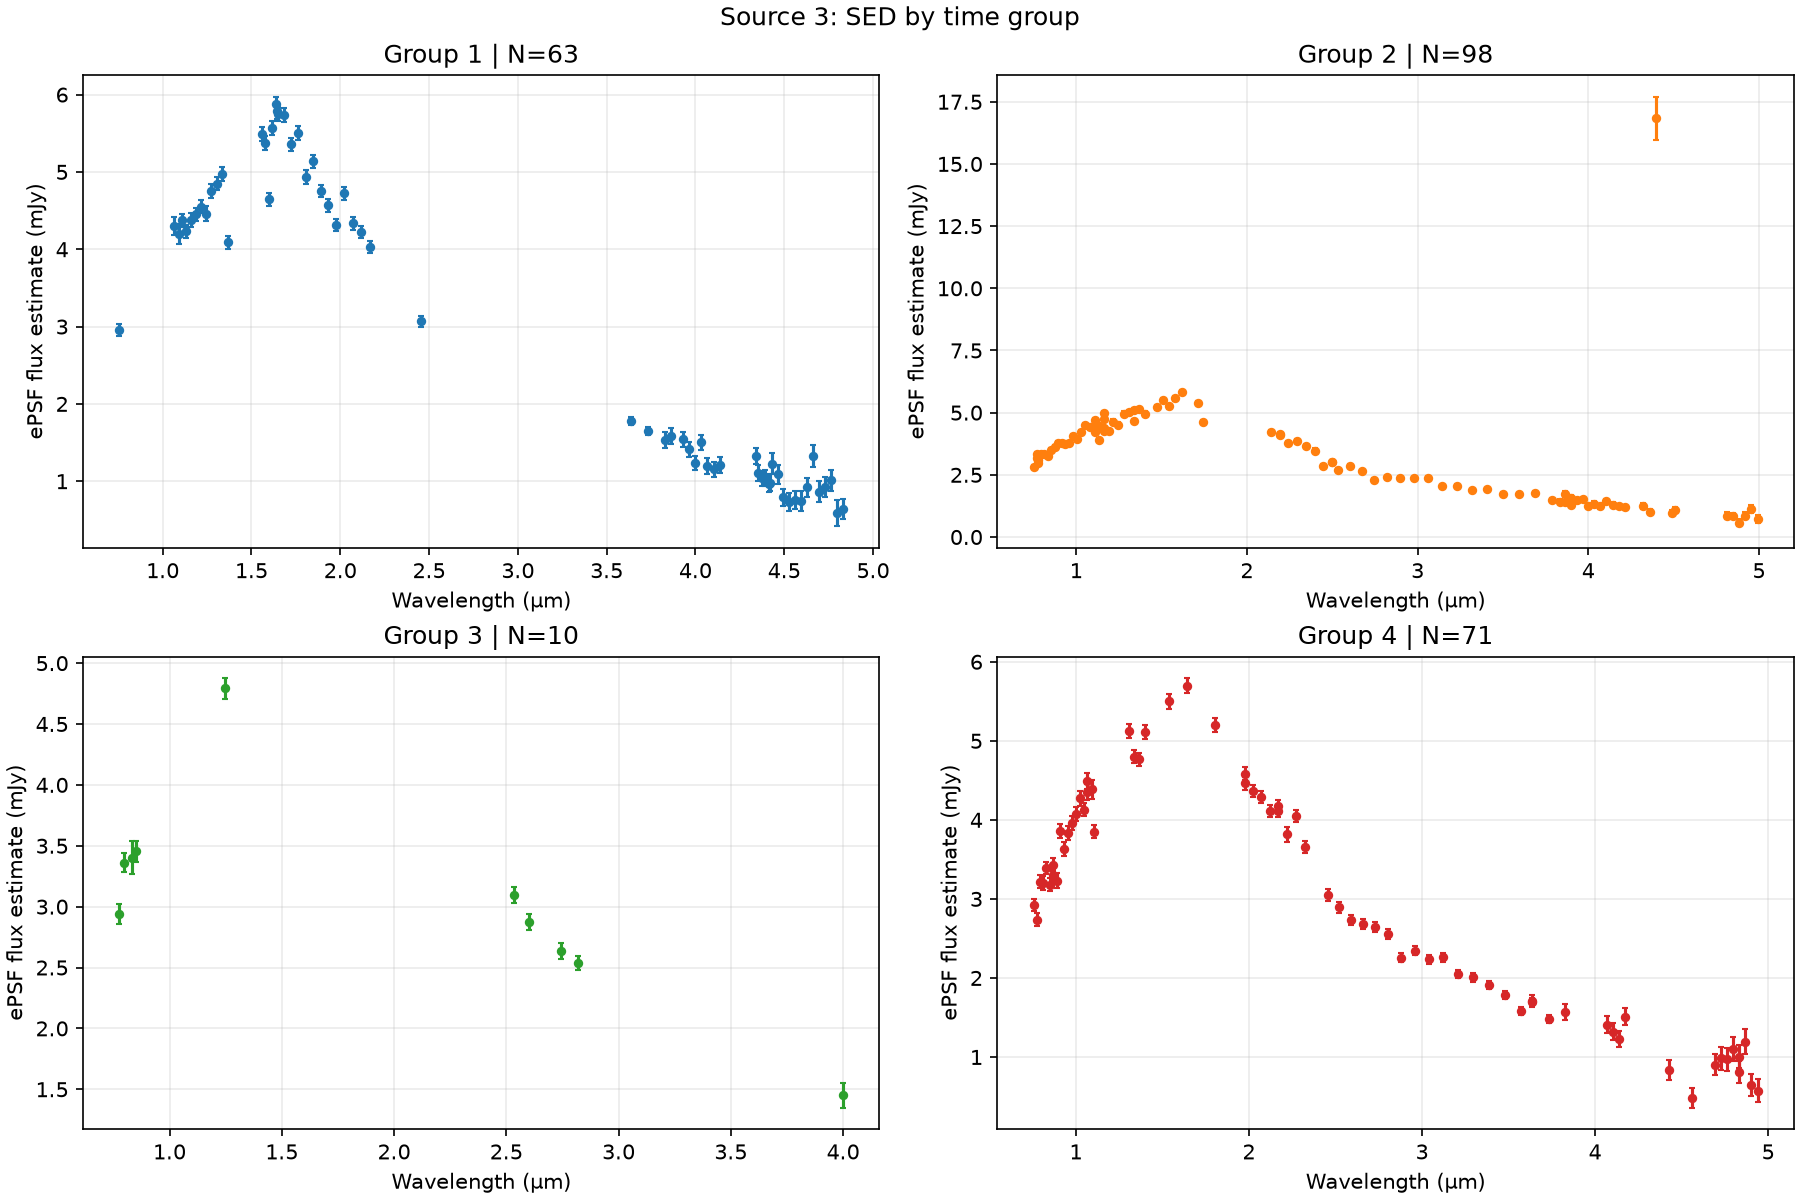 Source 3: SED by time group
Group 1 | N=63
ePSF flux estimate (mJy)
6
5
4
3
2
1
1.0 1.5 2.0 2.5 3.0 3.5 4.0 4.5 5.0
Wavelength (μm)
Group 2 | N=98
ePSF flux estimate (mJy)
17.5
15.0
12.5
10.0
7.5
5.0
2.5
0.0
1 2 3 4 5
Wavelength (μm)
Group 3 | N=10
ePSF flux estimate (mJy)
5.0
4.5
4.0
3.5
3.0
2.5
2.0
1.5
1.0 1.5 2.0 2.5 3.0 3.5 4.0
Wavelength (μm)
Group 4 | N=71
ePSF flux estimate (mJy)
6
5
4
3
2
1
1 2 3 4 5
Wavelength (μm)